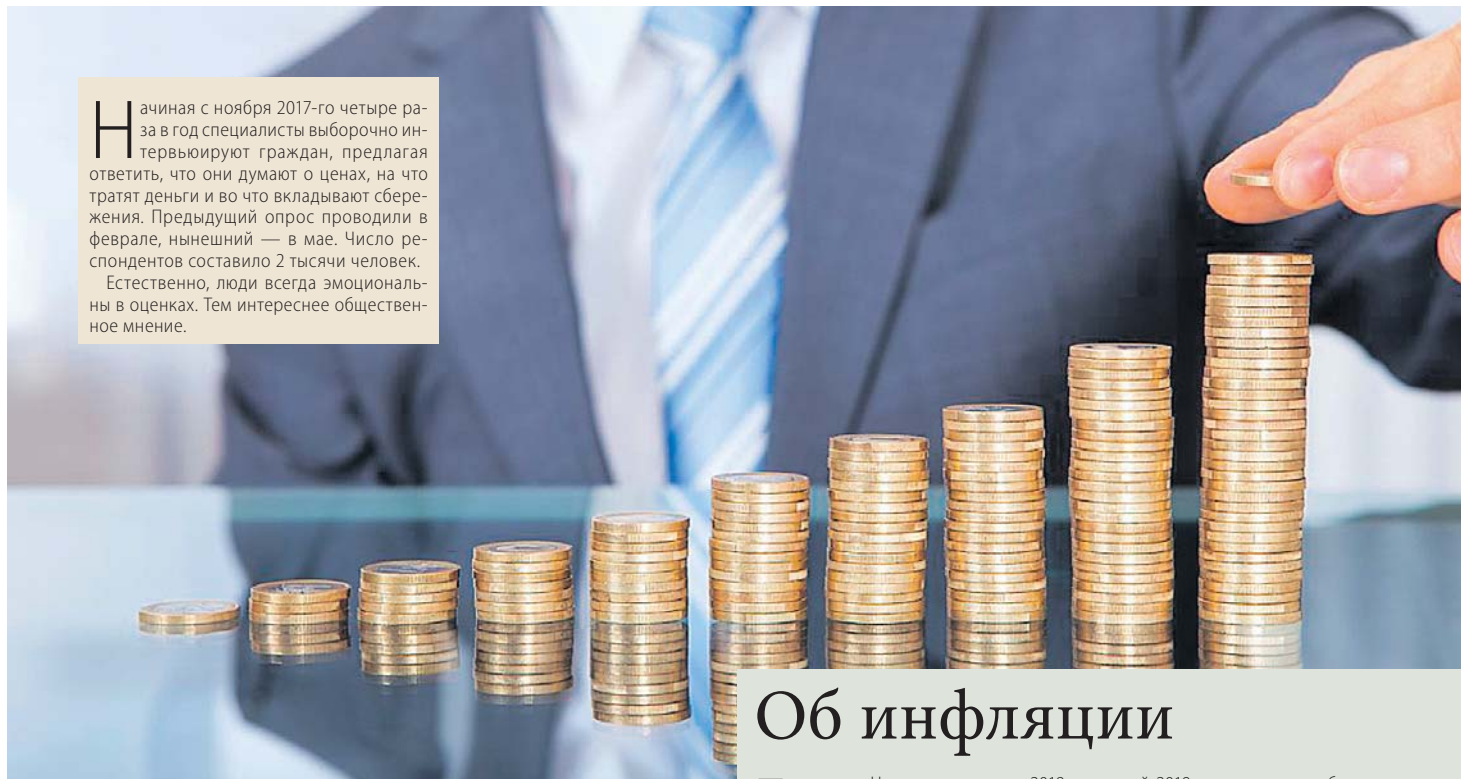 Начиная с ноября 2017-го четыре ра-
за в год специалисты выборочно ин-
тервьюируют граждан, предлагая
ответить, что они думают о ценах, на что
тратят деньги и во что вкладывают сбере-
жения. Предыдущий опрос проводили в
феврале, нынешний — в мае. Число ре-
спондентов составило 2 тысячи человек.
Естественно, люди всегда эмоциональ-
ны в оценках. Тем интереснее обществен-
ное мнение.
Об инфляции